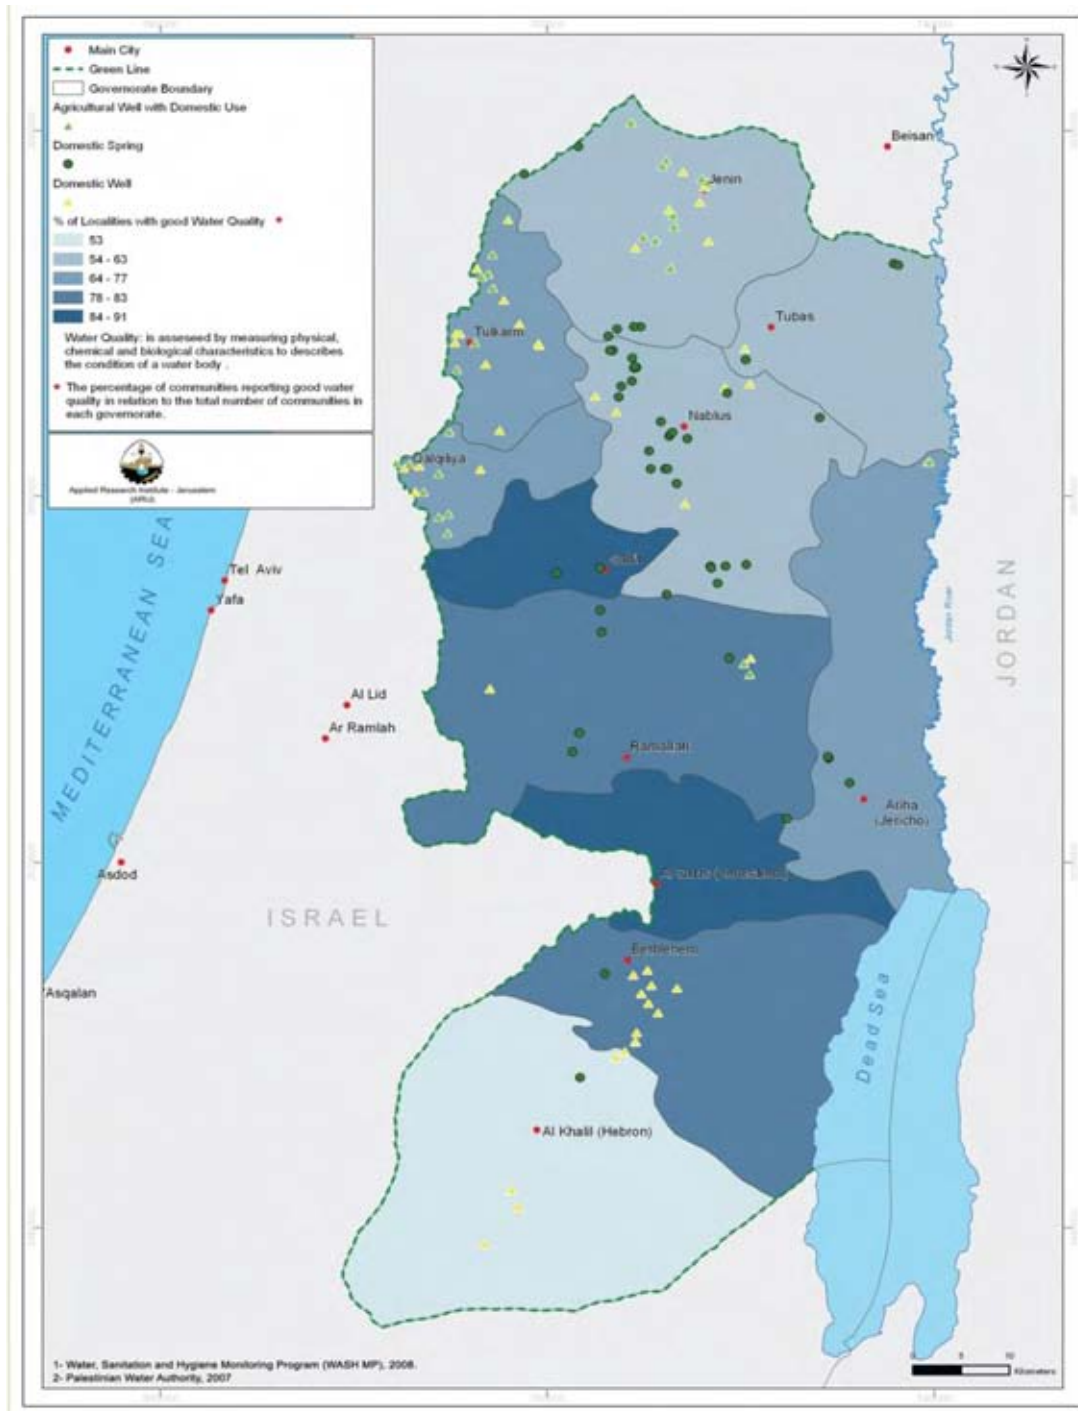 Main City
Green Line
Governorate Boundary
Agricultural Well with Domestic Use
Domestic Spring
Domestic Well
% of Localities with good Water Quality
53
54 - 63
64 - 77
78 - 83
84 - 91
Water Quality: is asseseed by measuring physical,
chemical and biological characteristics to describes
the condition of a water body .
The percentage of communities reporting good water
quality in relation to the total number of communities in
each governorate.
Applied Research Institute - Jerusalem
(ARIJ)
Beisan
Jenin
Tubas
Tulkarm
Nablus
Qalqiliya
Tel Aviv
Yafa
MEDITERRANEAN SEA
JORDAN
Jordan River
Al Lid
Ar Ramlah
Ramallah
Ariha
(Jericho)
Asdod
ISRAEL
Bethlehem
'Asqalan
Dead Sea
Al Khalil (Hebron)
1- Water, Sanitation and Hygiene Monitoring Program (WASH MP), 2008.
2- Palestinian Water Authority, 2007
0
5
10
Kilometers